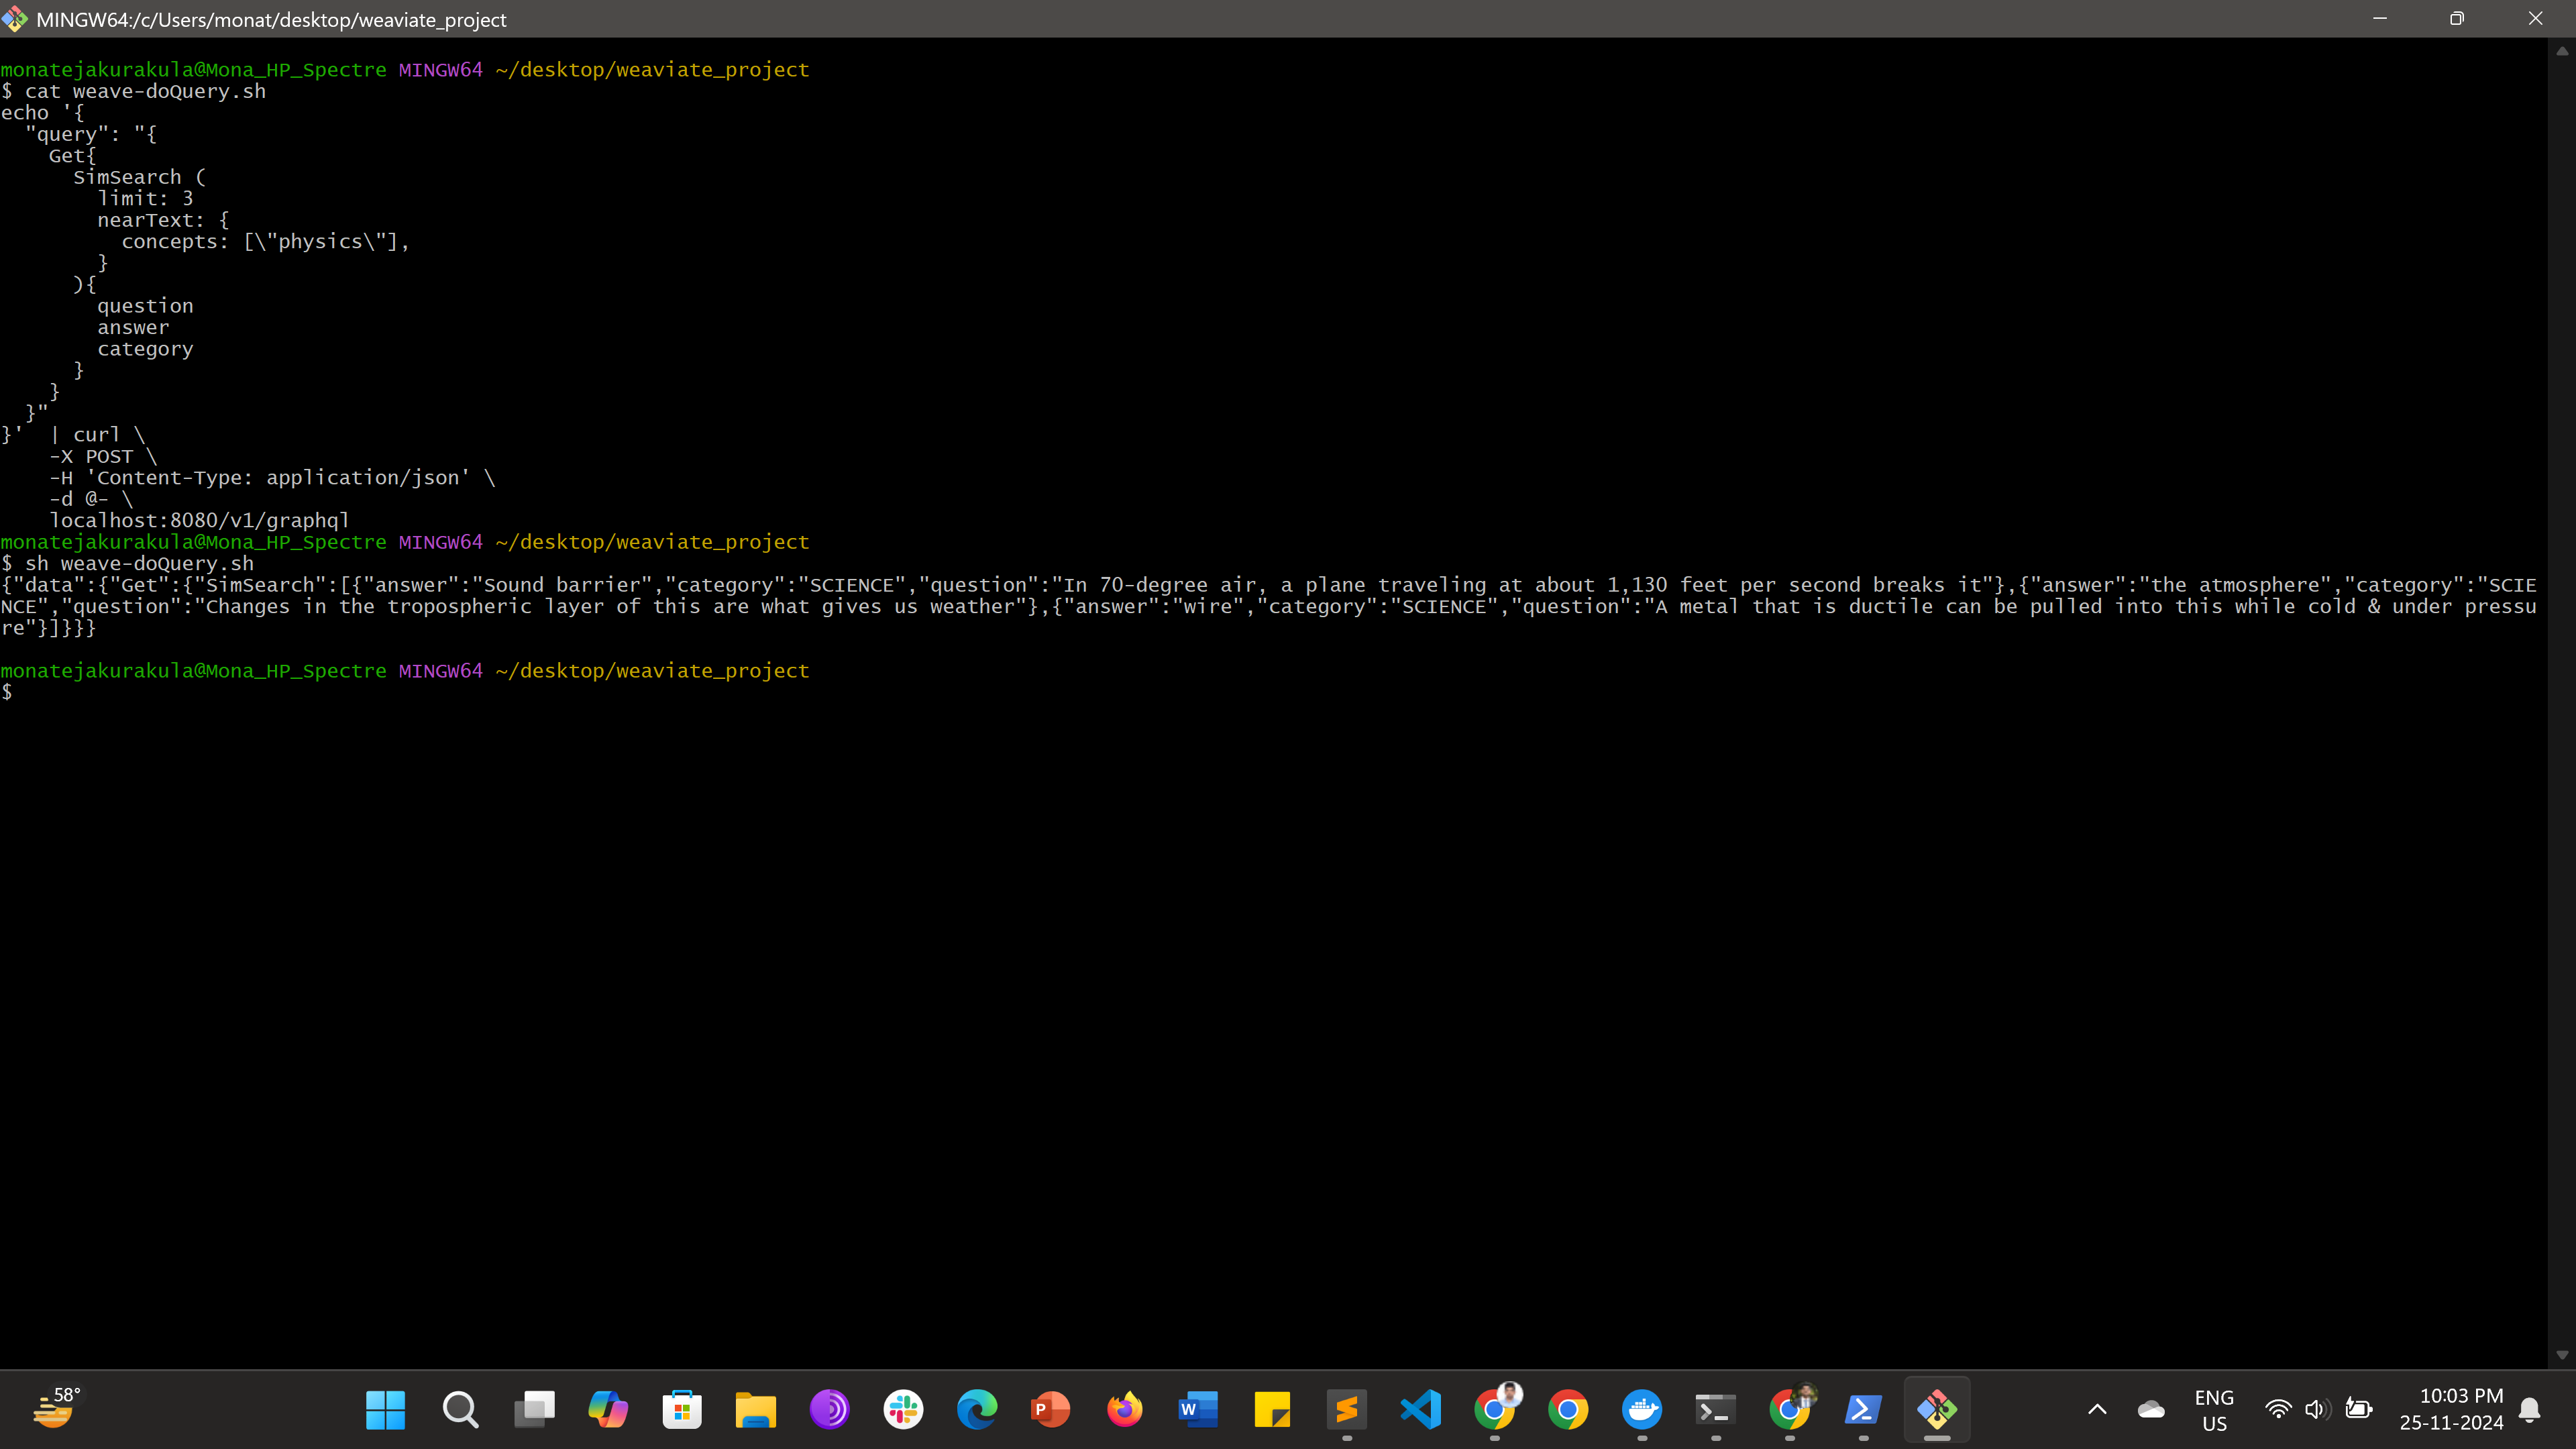 MINGW64:/c/Users/monat/desktop/weaviate_project
monatejakurakula@Mona_HP_Spectre MINGW64 ~/desktop/weaviate_project
$ cat weave-doQuery.sh
echo '{
  "query": "{
    Get{
      SimSearch (
        limit: 3
        nearText: {
          concepts: [\"physics\"],
        }
      ){
        question
        answer
        category
      }
    }
  }"
}'  | curl \
    -X POST \
    -H 'Content-Type: application/json' \
    -d @- \
    localhost:8080/v1/graphql
monatejakurakula@Mona_HP_Spectre MINGW64 ~/desktop/weaviate_project
$ sh weave-doQuery.sh
{"data":{"Get":{"SimSearch":[{"answer":"Sound barrier","category":"SCIENCE","question":"In 70-degree air, a plane traveling at about 1,130 feet per second breaks it"},{"answer":"the atmosphere","category":"SCIE
NCE","question":"Changes in the tropospheric layer of this are what gives us weather"},{"answer":"wire","category":"SCIENCE","question":"A metal that is ductile can be pulled into this while cold & under pressu
re"}]}}}
monatejakurakula@Mona_HP_Spectre MINGW64 ~/desktop/weaviate_project
$
58°
P
W
ENG
US
10:03 PM
25-11-2024